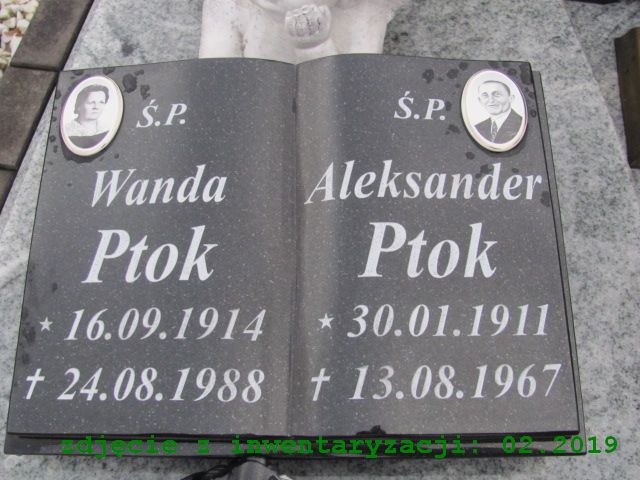 Ś.P.
Wanda
Ptok
* 16.09.1914
† 24.08.1988
Ś.P.
Aleksander
Ptok
* 30.01.1911
† 13.08.1967
zdjęcie z inwentaryzacji: 02.2019